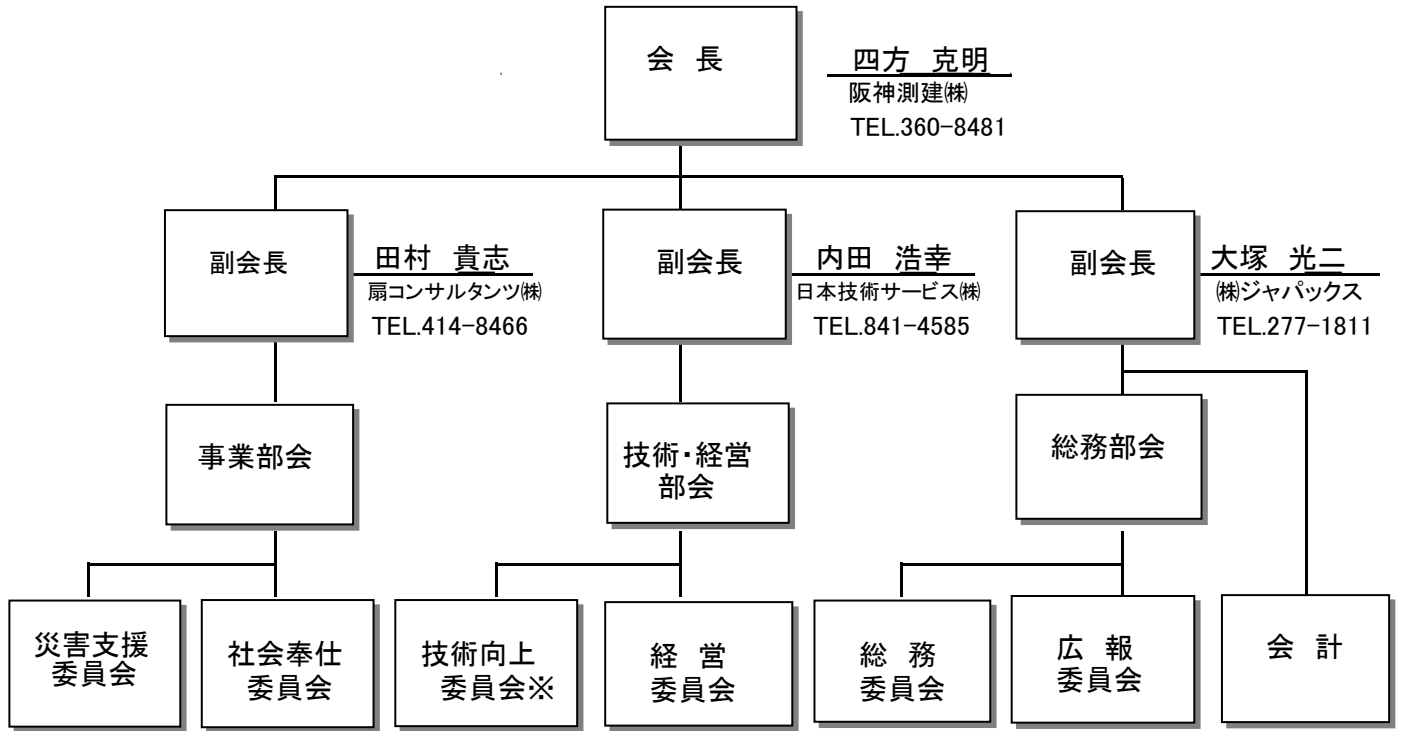 会 長
四方 克明
阪神測建㈱
TEL.360-8481
副会長
田村 貴志
扇コンサルタンツ㈱
TEL.414-8466
副会長
内田 浩幸
日本技術サービス㈱
TEL.841-4585
副会長
大塚 光二
㈱ジャパックス
TEL.277-1811
事業部会
技術・経営
部会
総務部会
災害支援
委員会
社会奉仕
委員会
技術向上
委員会※
経 営
委員会
総 務
委員会
広 報
委員会
会 計